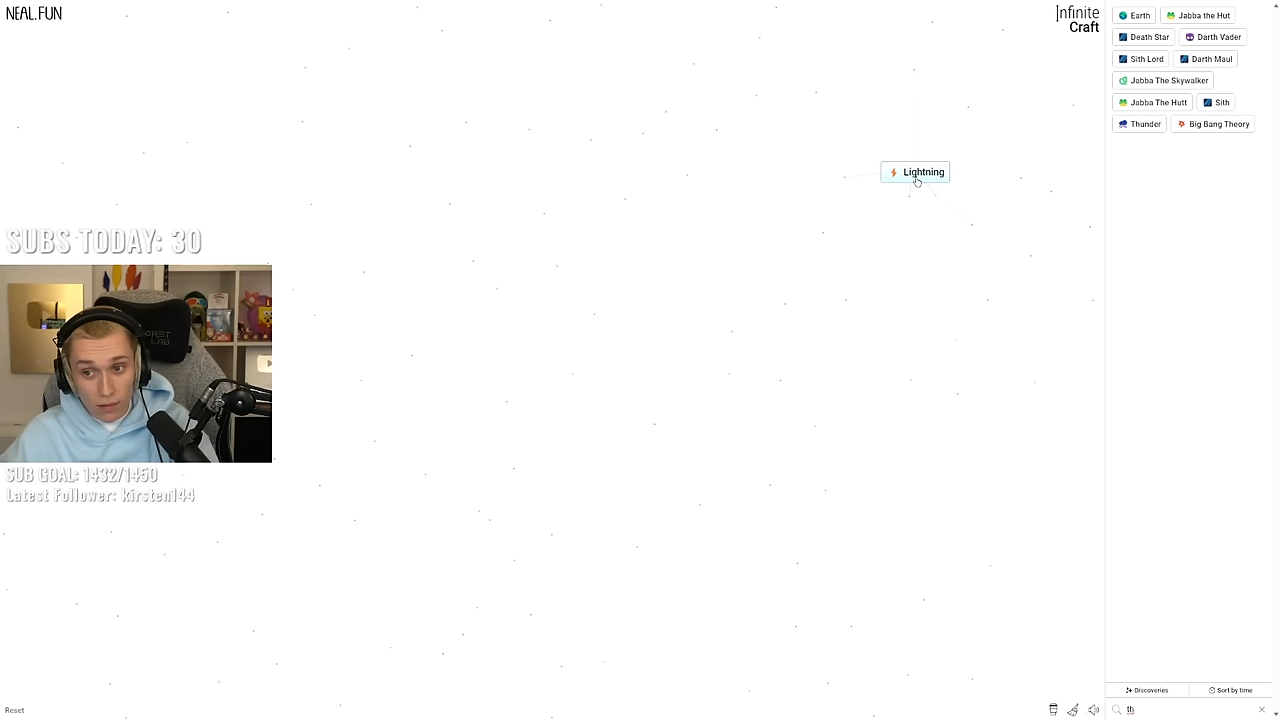 NEAL.FUN
Infinite
Craft
Earth
Jabba the Hut
Death Star
Darth Vader
Sith Lord
Darth Maul
Jabba The Skywalker
Jabba The Hutt
Sith
Thunder
Big Bang Theory
Lightning
SUBS TODAY: 30
SECRET
LAB
SUB GOAL: 1432/1450
Latest Follower: kirsten144
Reset
Discoveries
Sort by time
th